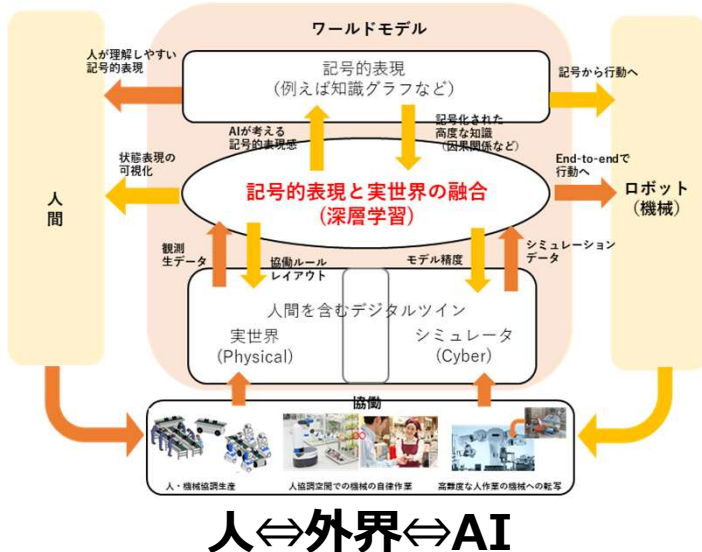 ワールドモデル
人が理解しやすい
記号的表現
記号的表現
(例えば知識グラフなど)
記号から行動へ
AIが考える
記号的表現感
記号化された
高度な知識
(因果関係など)
状態表現の
可視化
End-to-endで
行動へ
人
間
記号的表現と実世界の融合
(深層学習)
ロボット
(機械)
観測
生データ
協働ルール
レイアウト
モデル精度
シミュレーション
データ
人間を含むデジタルツイン
実世界
(Physical)
シミュレータ
(Cyber)
協働
人・機械協調生産
人協調空間での機械の自律作業
高難度な人作業の機械への転写
人⇔外界⇔AI